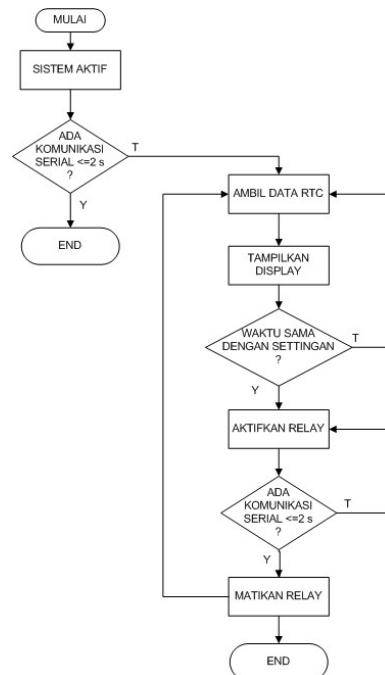 MULAI
SISTEM AKTIF
ADA
KOMUNIKASI
SERIAL <=2 s
?
T
Y
END
AMBIL DATA RTC
TAMPILKAN
DISPLAY
WAKTU SAMA
DENGAN SETTINGAN
?
T
Y
AKTIFKAN RELAY
ADA
KOMUNIKASI
SERIAL <=2 s
?
T
Y
MATIKAN RELAY
END